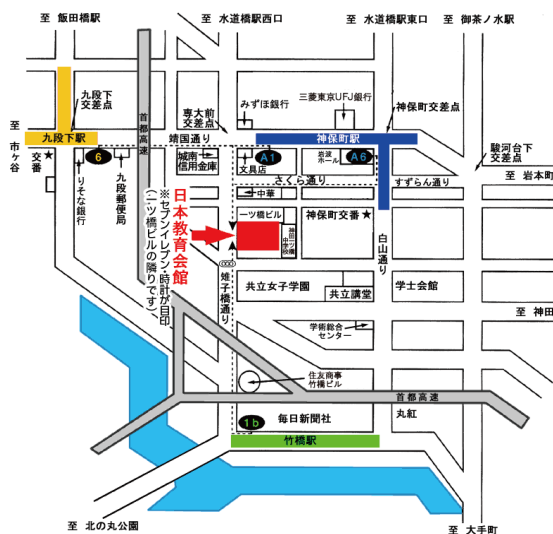 至 飯田橋駅
至 水道橋駅西口
至 水道橋駅東口
至 御茶ノ水駅
九段下
交差点
首都高速
専大前
交差点
みずほ銀行
三菱東京UFJ銀行
神保町交差点
至 市ヶ谷
九段下駅
靖国通り
神保町駅
駿河台下
交差点
交番★
6
城南
信用金庫
文具店
A1
岩波
ホール
A6
りそな銀行
九段郵便局
さくら通り
すずらん通り
至 岩本町
中華
日本教育会館
※セブンイレブン・時計が目印
(一ツ橋ビルの隣りです)
一ツ橋ビル
神保町交番★
神田一ツ橋
中学校
白山通り
雉子橋通り
共立女子学園
共立講堂
学士会館
至 神田
学術総合
センター
住友商事
竹橋ビル
首都高速
丸紅
1b
毎日新聞社
竹橋駅
至 北の丸公園
至 大手町